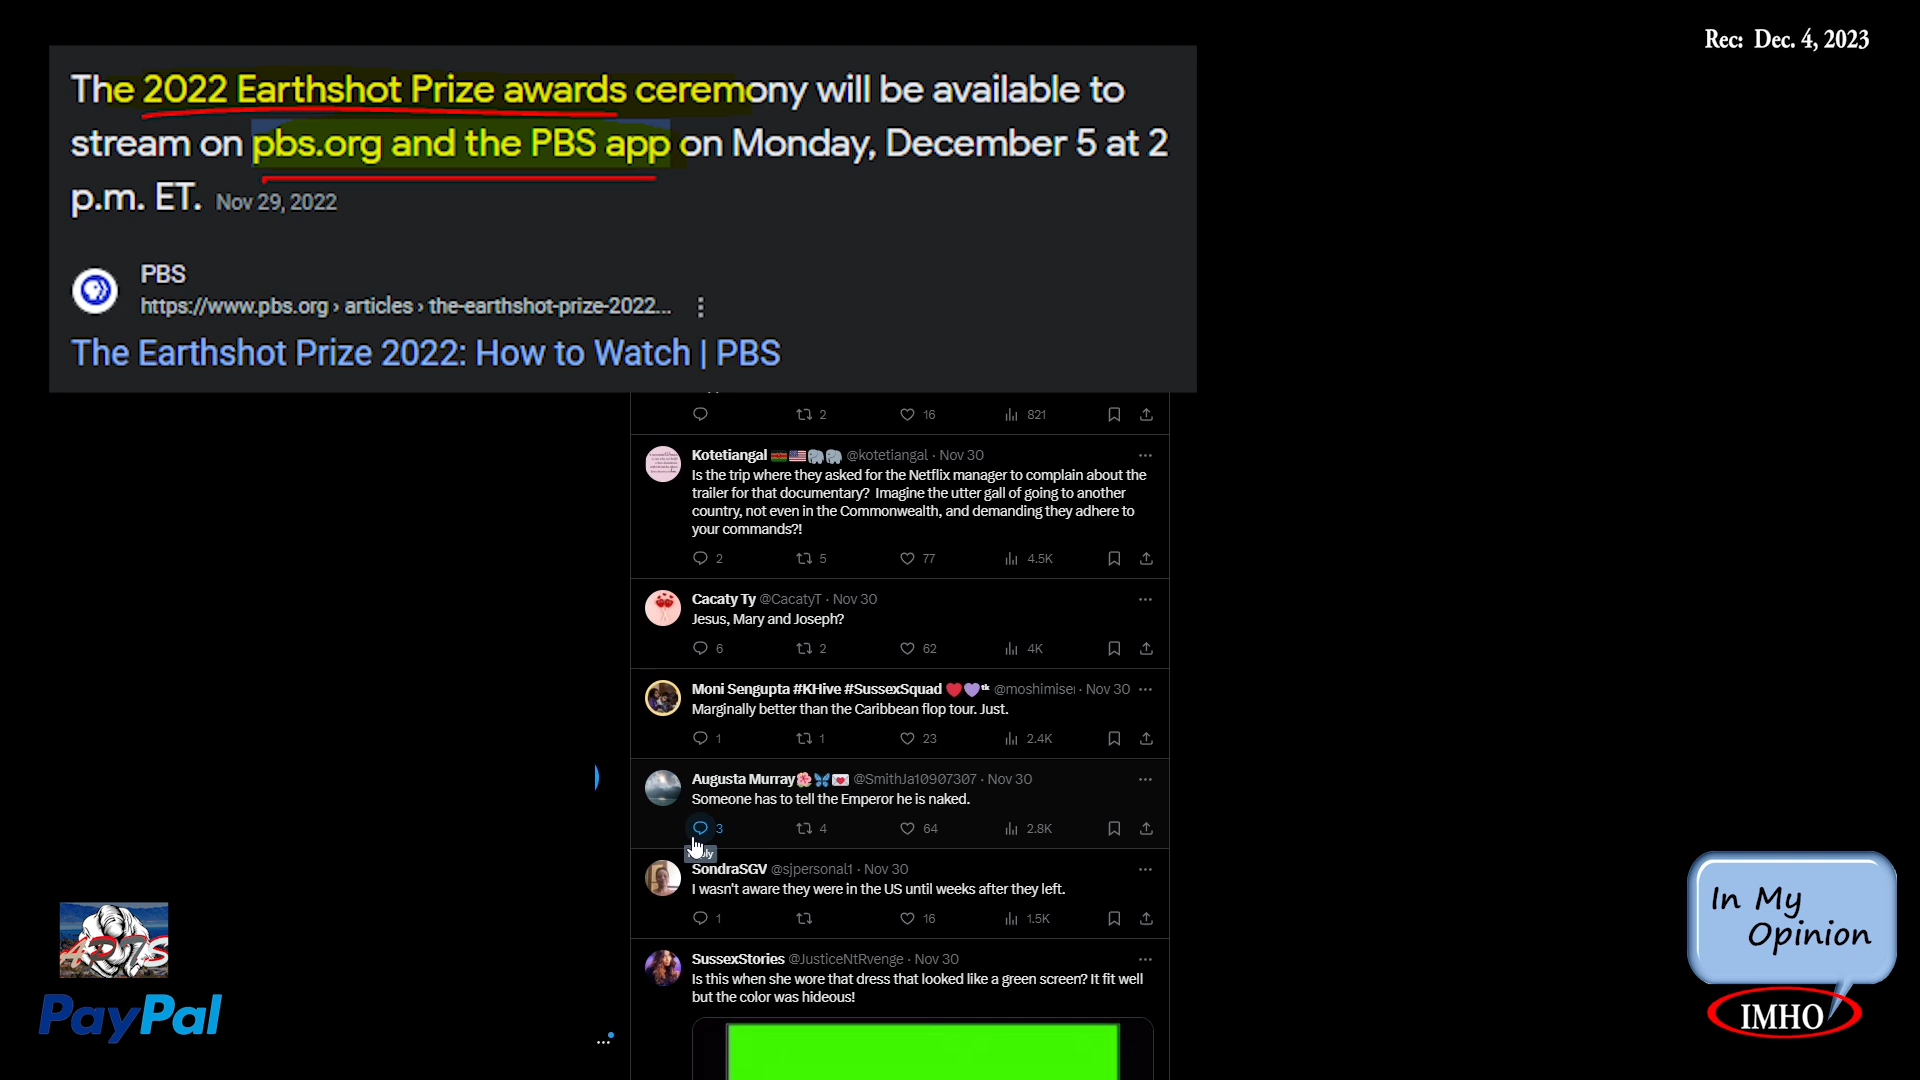 Rec: Dec. 4, 2023
The 2022 Earthshot Prize awards ceremony will be available to
stream on pbs.org and the PBS app on Monday, December 5 at 2
p.m. ET. Nov 29, 2022
PBS
https://www.pbs.org › articles › the-earthshot-prize-2022...
The Earthshot Prize 2022: How to Watch | PBS
2 16 821
Kotetiangal @kotetiangal · Nov 30
Is the trip where they asked for the Netflix manager to complain about the
trailer for that documentary? Imagine the utter gall of going to another
country, not even in the Commonwealth, and demanding they adhere to
your commands?!
2 5 77 4.5K
Cacaty Ty @CacatyT · Nov 30
Jesus, Mary and Joseph?
6 2 62 4K
Moni Sengupta #KHive #SussexSquad @moshimiser · Nov 30
Marginally better than the Caribbean flop tour. Just.
1 1 23 2.4K
Augusta Murray @SmithJa10907307 · Nov 30
Someone has to tell the Emperor he is naked.
3 4 64 2.8K
SondraSGV @sjpersonal1 · Nov 30
I wasn't aware they were in the US until weeks after they left.
1 16 1.5K
SussexStories @JusticeNtRvenge · Nov 30
Is this when she wore that dress that looked like a green screen? It fit well
but the color was hideous!
PayPal
In My
Opinion
IMHO